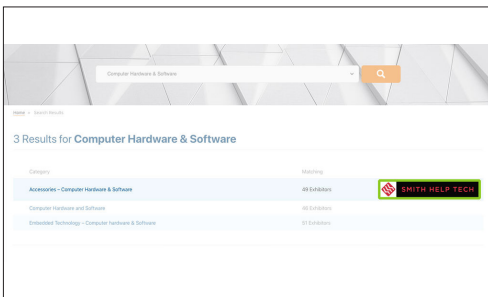 Computer Hardware & Software
Home > Search Results
3 Results for Computer Hardware & Software
Category Matching
Accessories – Computer Hardware & Software 48 Exhibitors SMITH HELP TECH
Computer Hardware and Software 48 Exhibitors
Embedded Technology – Computer hardware & Software 51 Exhibitors